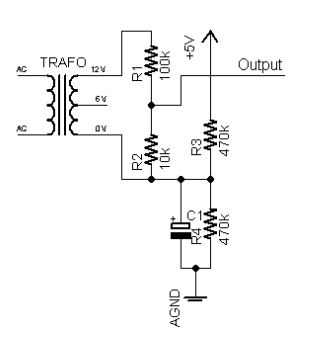 TRAFO
AC
AC
12V
6V
0V
R1
100k
R2
10k
+5V
Output
R3
470k
+
C1
R4
470k
AGND